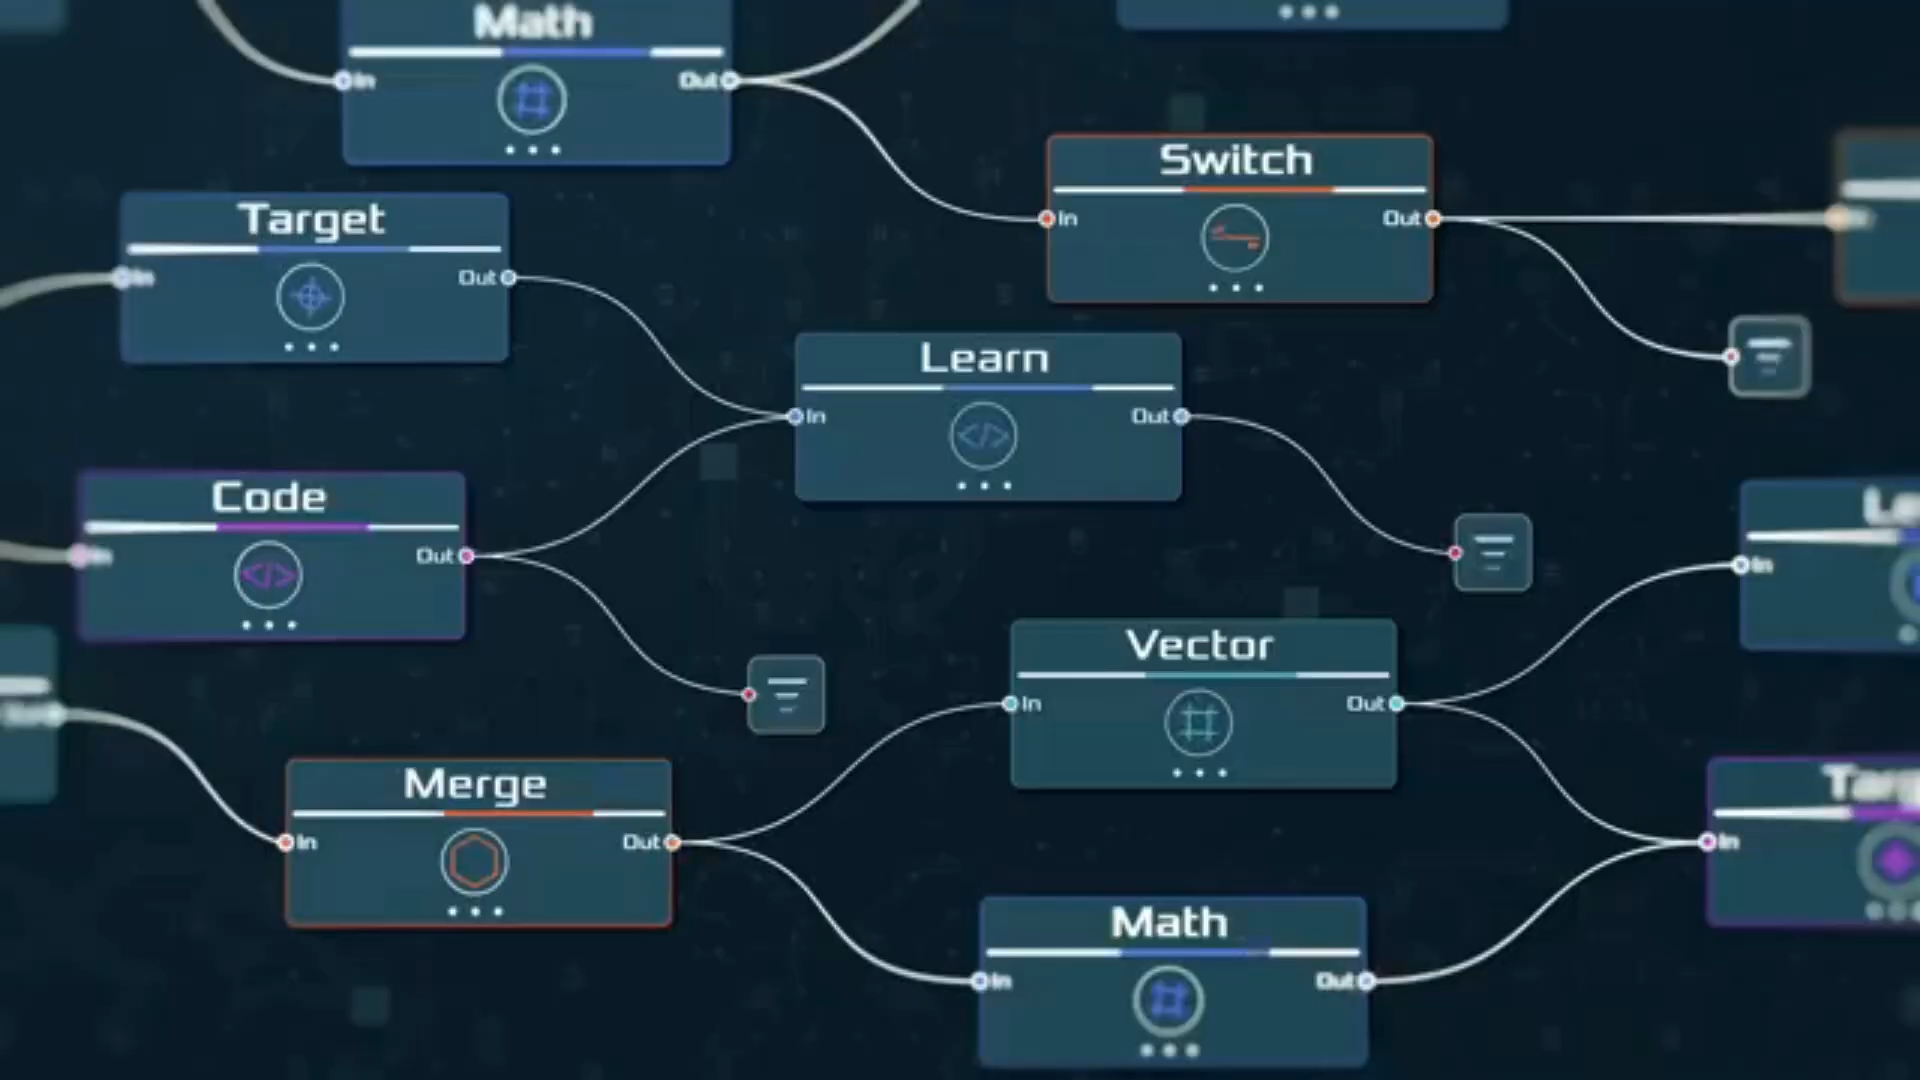 Math
In Out
Switch
In Out
Target
In Out
Learn
In Out
Code
In Out
Vector
In Out
In
Merge
In Out
In
Math
In Out